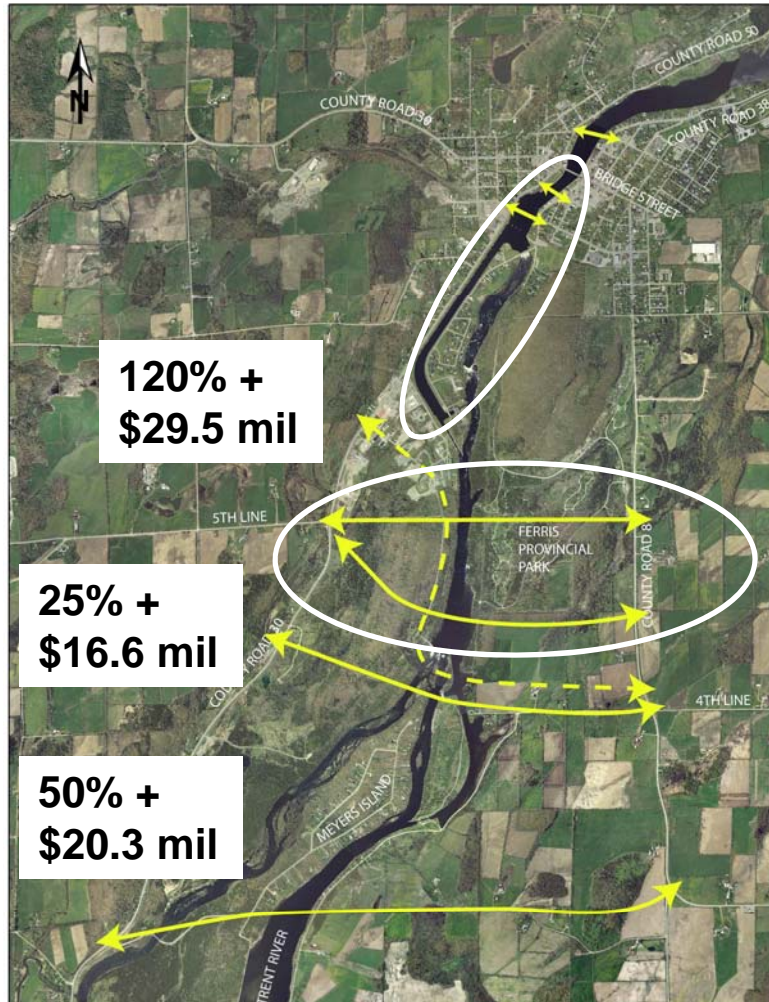 COUNTY ROAD 50
COUNTY ROAD 30
COUNTY ROAD 38
N
BRIDGE STREET
120% +
$29.5 mil
5TH LINE
FERRIS
PROVINCIAL
PARK
COUNTY ROAD 8
25% +
$16.6 mil
COUNTY ROAD 30
4TH LINE
50% +
$20.3 mil
MEYERS ISLAND
TRENT RIVER